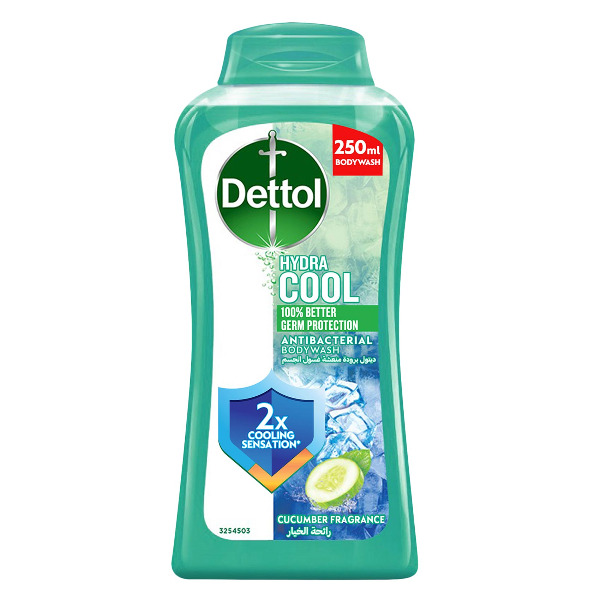 250ml
BODYWASH
Dettol
HYDRA
COOL
100% BETTER
GERM PROTECTION
ANTIBACTERIAL
BODYWASH
ديتول برودة منعشة غسول الجسم
2x
COOLING
SENSATION*
CUCUMBER FRAGRANCE
رائحة الخيار
3254503